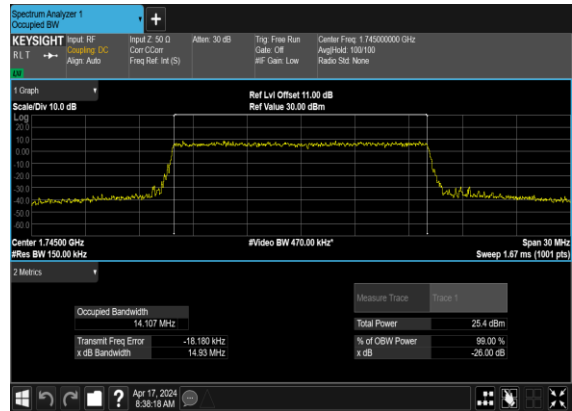 Spectrum Analyzer 1
Occupied BW
+
KEYSIGHT Input: RF Input Z: 50 Ω Atten: 30 dB Trig: Free Run Center Freq: 1.745000000 GHz
RLT Coupling: DC Corr CCorr Gate: Off Avg|Hold: 100/100
Align: Auto Freq Ref: Int (S) #IF Gain: Low Radio Std: None
1 Graph Ref Lvl Offset 11.00 dB
Scale/Div 10.0 dB Ref Value 30.00 dBm
Log
20.0
10.0
0.00
-10.0
-20.0
-30.0
-40.0
-50.0
-60.0
Center 1.74500 GHz #Video BW 470.00 kHz* Span 30 MHz
#Res BW 150.00 kHz Sweep 1.67 ms (1001 pts)
2 Metrics
Measure Trace Trace 1
Occupied Bandwidth
14.107 MHz Total Power 25.4 dBm
Transmit Freq Error -18.180 kHz % of OBW Power 99.00 %
x dB Bandwidth 14.93 MHz x dB -26.00 dB
? Apr 17, 2024
8:38:18 AM